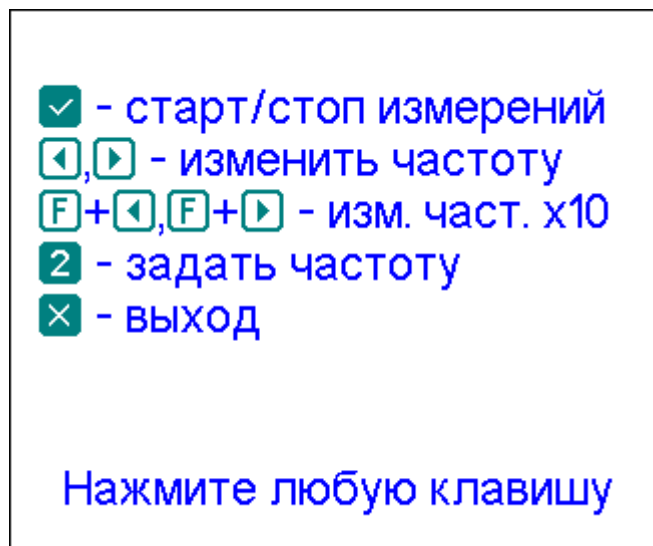 ✓ - старт/стоп измерений
◀,▶ - изменить частоту
F+◀,F+▶ - изм. част. x10
2 - задать частоту
✕ - выход
Нажмите любую клавишу